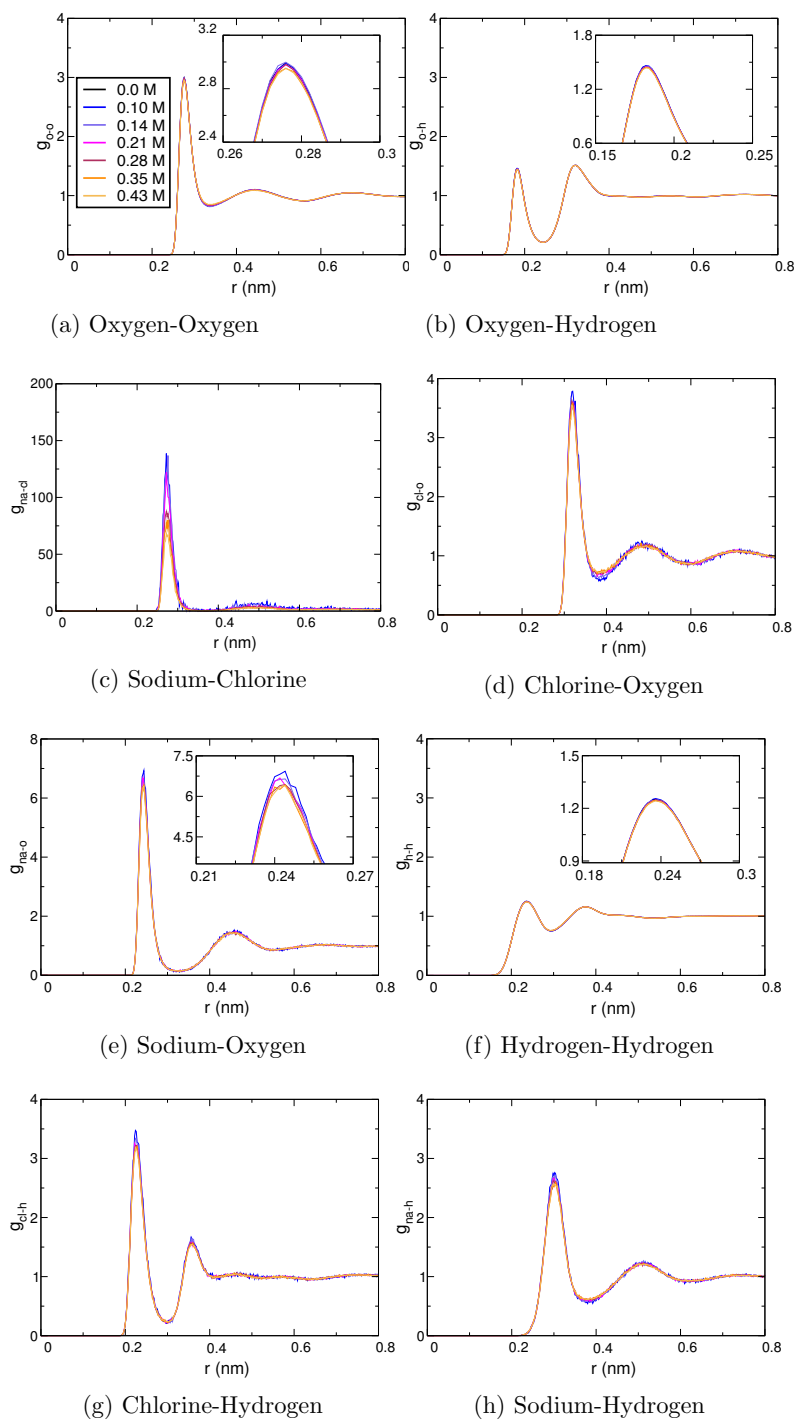 3.2
2.8
2.4
0.26
0.28
0.3
4
3
2
1
0
g
o-o
0.0 M
0.10 M
0.14 M
0.21 M
0.28 M
0.35 M
0.43 M
0
0.2
0.4
0.6
0
r (nm)
(a) Oxygen-Oxygen
1.8
1.4
1
0.6
0.15
0.2
0.25
4
3
2
1
0
g
o-h
0
0.2
0.4
0.6
0.8
r (nm)
(b) Oxygen-Hydrogen
200
150
100
50
0
g
na-cl
0
0.2
0.4
0.6
0.8
r (nm)
(c) Sodium-Chlorine
4
3
2
1
0
g
cl-o
0
0.2
0.4
0.6
0.8
r (nm)
(d) Chlorine-Oxygen
8
6
4
2
0
g
na-o
7.5
6
4.5
0.21
0.24
0.27
0
0.2
0.4
0.6
0.8
r (nm)
(e) Sodium-Oxygen
4
3
2
1
0
g
h-h
1.5
1.2
0.9
0.18
0.24
0.3
0
0.2
0.4
0.6
0.8
r (nm)
(f) Hydrogen-Hydrogen
4
3
2
1
0
g
cl-h
0
0.2
0.4
0.6
0.8
r (nm)
(g) Chlorine-Hydrogen
4
3
2
1
0
g
na-h
0
0.2
0.4
0.6
0.8
r (nm)
(h) Sodium-Hydrogen